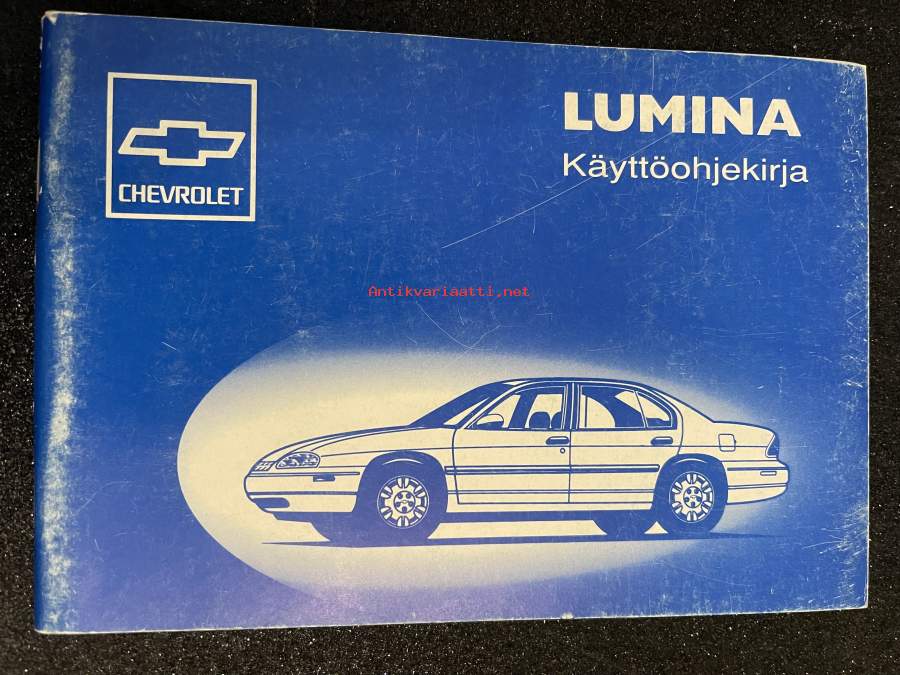 CHEVROLET
LUMINA
Käyttöohjekirja
Antikvariaatti.net